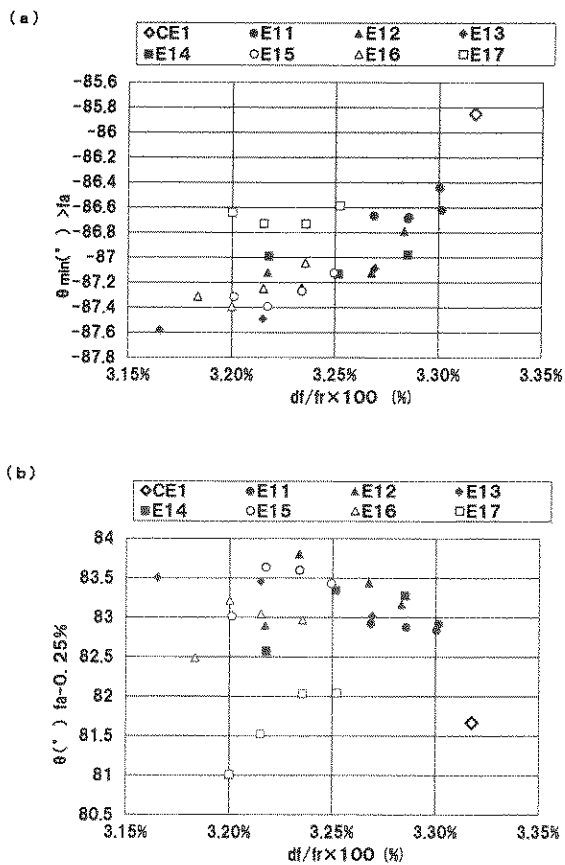 (a)
◇CE1 ●E11 ▲E12 ◆E13
■E14 ○E15 △E16 □E17
-85.6
-85.8
-86
-86.2
-86.4
-86.6
-86.8
-87
-87.2
-87.4
-87.6
-87.8
θmin(°) >fa
3.15% 3.20% 3.25% 3.30% 3.35%
df/fr×100 (%)
(b)
◇CE1 ●E11 ▲E12 ◆E13
■E14 ○E15 △E16 □E17
84
83.5
83
82.5
82
81.5
81
80.5
θ(°) fa-0.25%
3.15% 3.20% 3.25% 3.30% 3.35%
df/fr×100 (%)